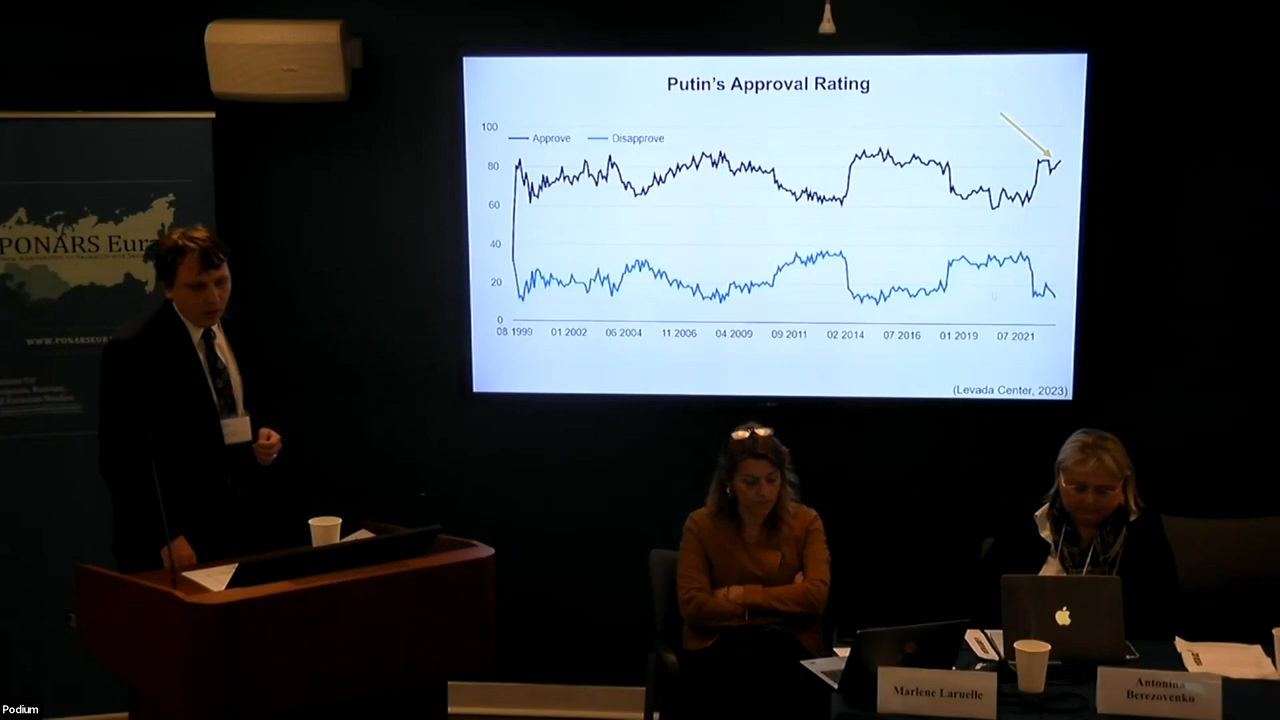 Putin's Approval Rating
Approve
Disapprove
100
80
60
40
20
0
08 1999
01 2002
06 2004
11 2006
04 2009
09 2011
02 2014
07 2016
01 2019
07 2021
(Levada Center, 2023)
PONARS Eur
WWW.PONARSEUR
Marlene Laruelle
Antonina
Berezovenko
Podium